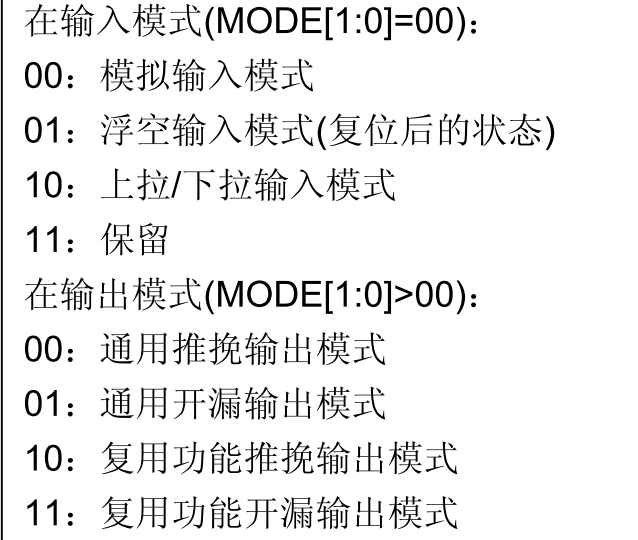 在输入模式(MODE[1:0]=00)：
00：模拟输入模式
01：浮空输入模式(复位后的状态)
10：上拉/下拉输入模式
11：保留
在输出模式(MODE[1:0]>00)：
00：通用推挽输出模式
01：通用开漏输出模式
10：复用功能推挽输出模式
11：复用功能开漏输出模式